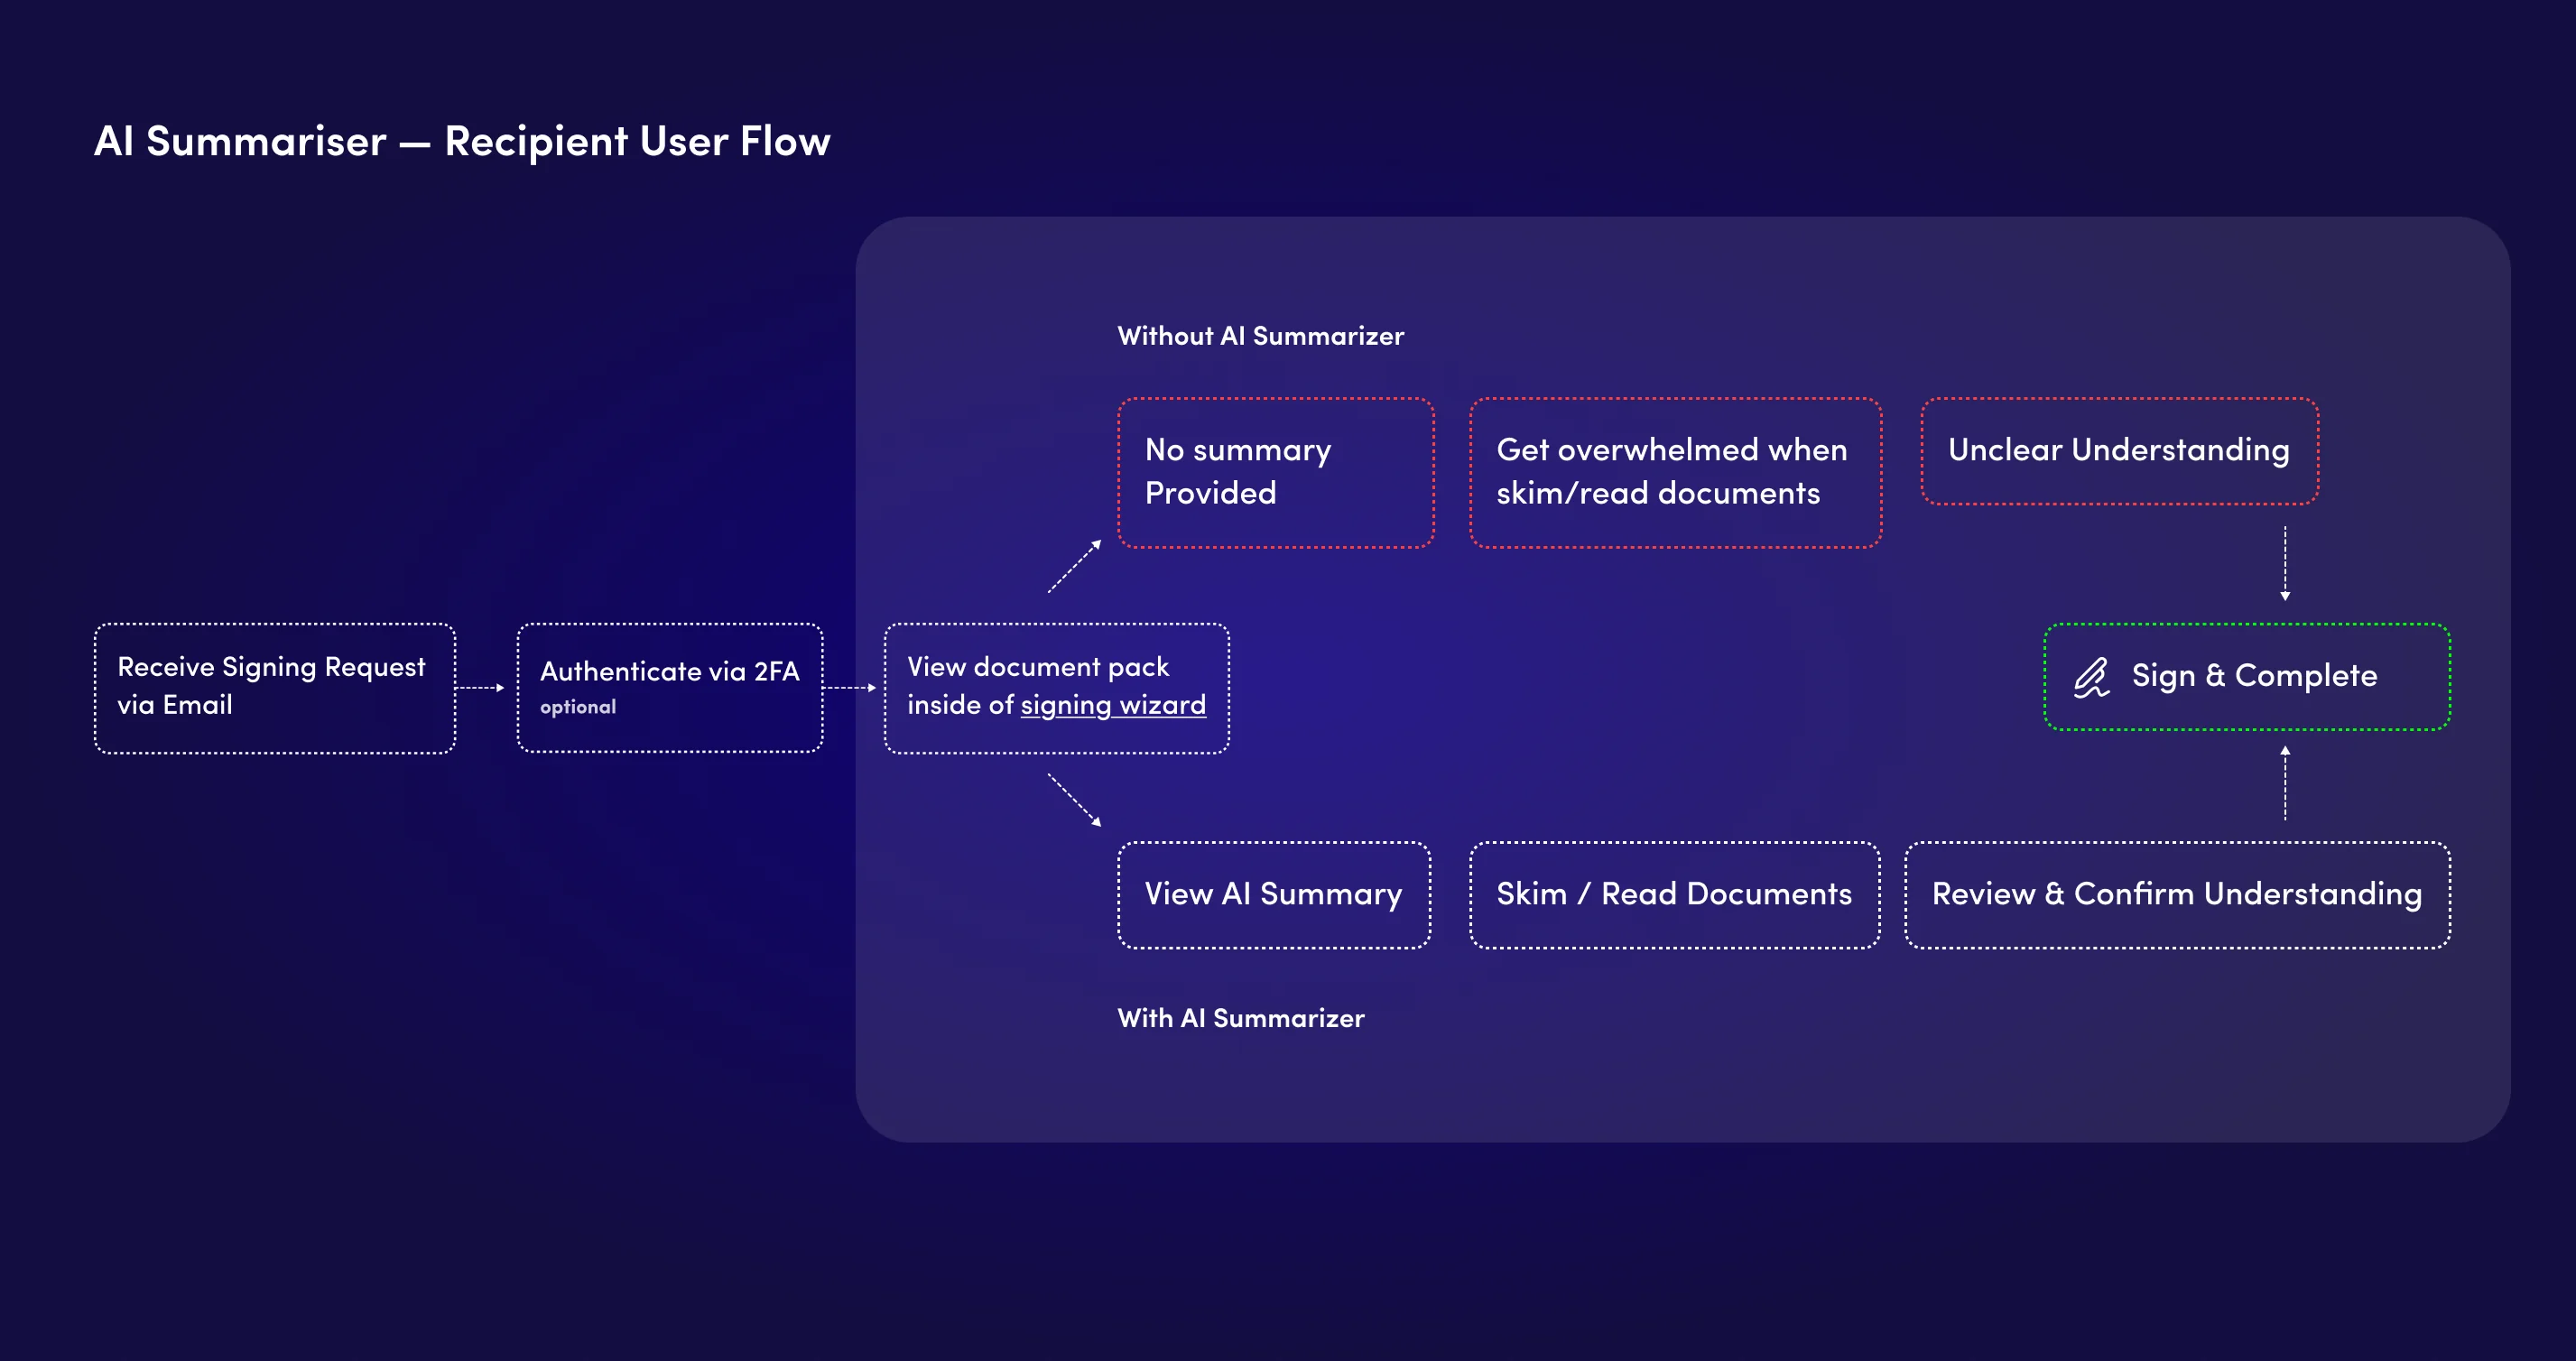 AI Summariser — Recipient User Flow
Without AI Summarizer
No summary
Provided
Get overwhelmed when
skim/read documents
Unclear Understanding
Receive Signing Request
via Email
Authenticate via 2FA
optional
View document pack
inside of signing wizard
Sign & Complete
View AI Summary
Skim / Read Documents
Review & Confirm Understanding
With AI Summarizer